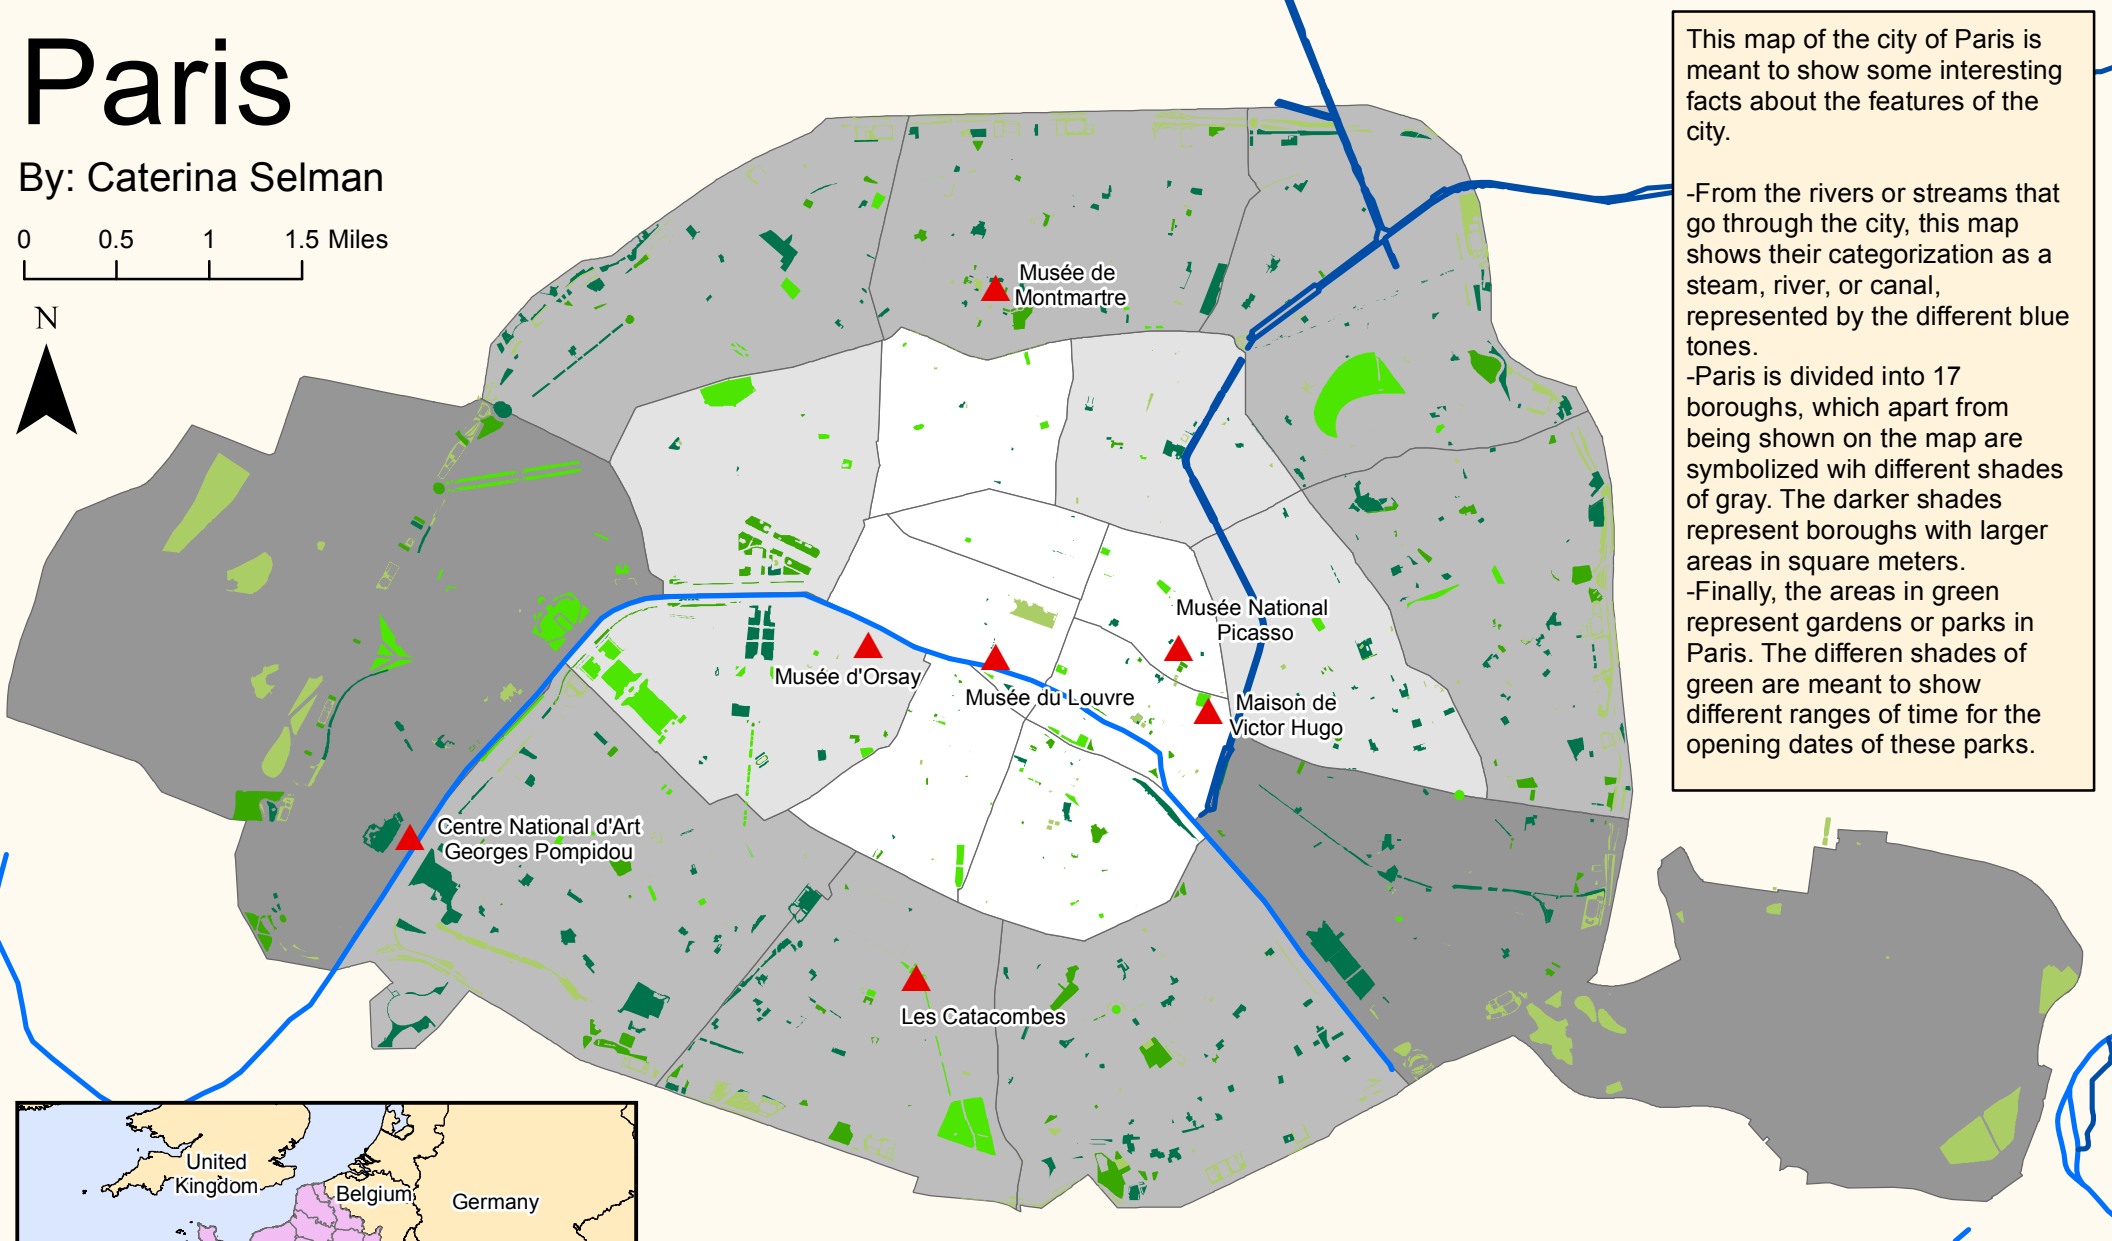 Paris
By: Caterina Selman
0 0.5 1 1.5 Miles
N
This map of the city of Paris is
meant to show some interesting
facts about the features of the
city.
-From the rivers or streams that
go through the city, this map
shows their categorization as a
steam, river, or canal,
represented by the different blue
tones.
-Paris is divided into 17
boroughs, which apart from
being shown on the map are
symbolized wih different shades
of gray. The darker shades
represent boroughs with larger
areas in square meters.
-Finally, the areas in green
represent gardens or parks in
Paris. The differen shades of
green are meant to show
different ranges of time for the
opening dates of these parks.
Musée de
Montmartre
Musée National
Picasso
Musée d'Orsay
Musée du Louvre
Maison de
Victor Hugo
Centre National d'Art
Georges Pompidou
Les Catacombes
United
Kingdom
Belgium
Germany